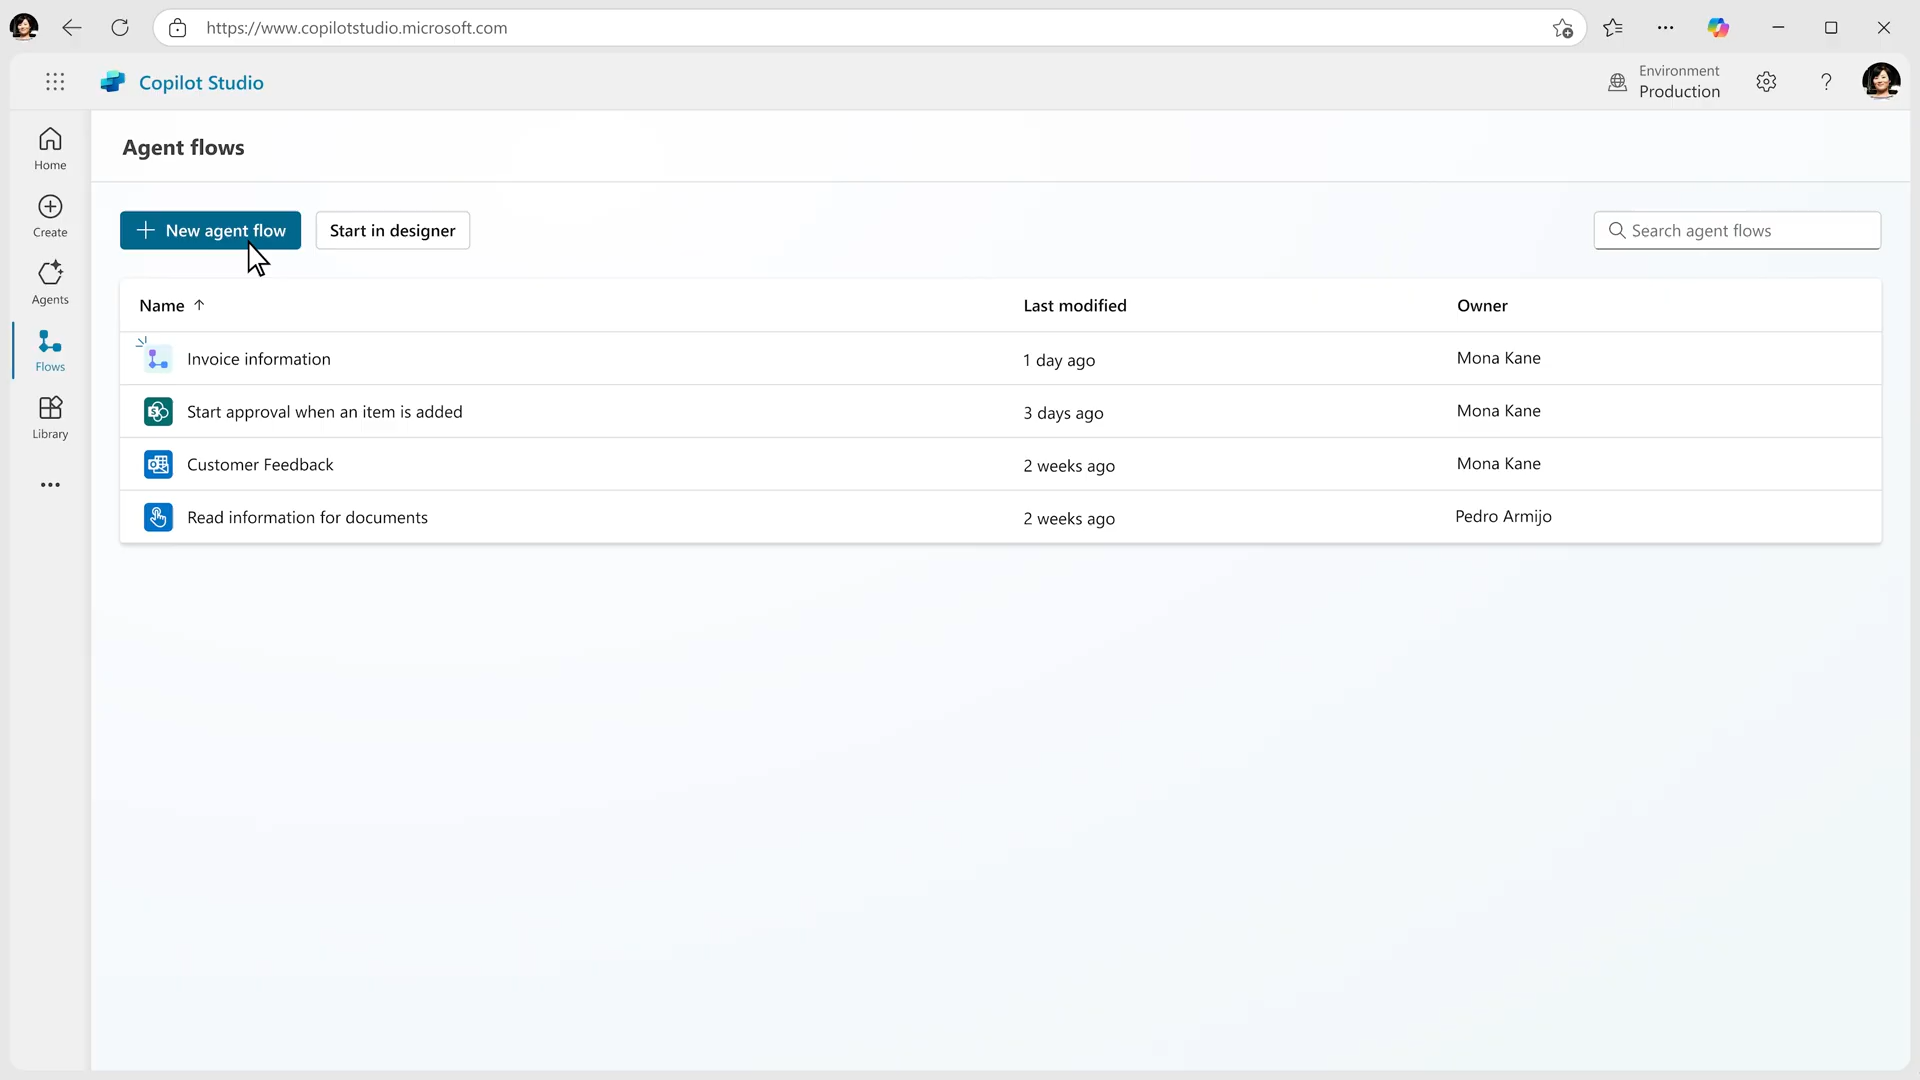 https://www.copilotstudio.microsoft.com
Copilot Studio
Environment
Production
Home
Create
Agents
Flows
Library
Agent flows
New agent flow
Start in designer
Search agent flows
Name Last modified Owner
Invoice information 1 day ago Mona Kane
Start approval when an item is added 3 days ago Mona Kane
Customer Feedback 2 weeks ago Mona Kane
Read information for documents 2 weeks ago Pedro Armijo